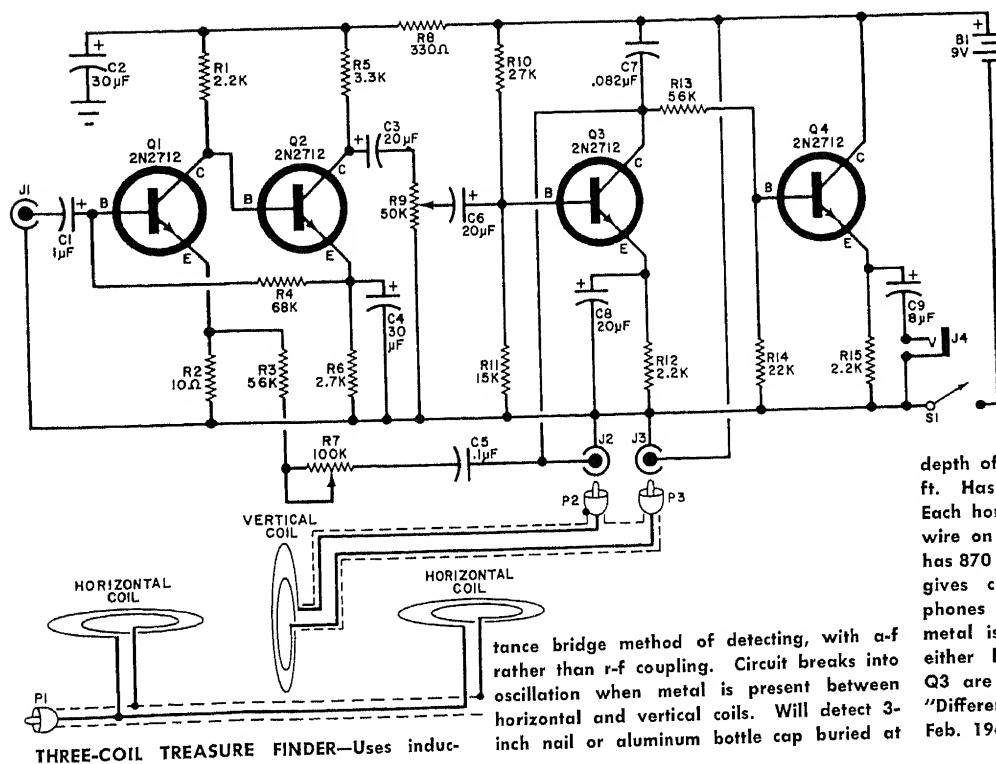 R8
330Ω
B1
9V
C2
30µF
R1
2.2K
R5
3.3K
R10
27K
C7
.082µF
R13
56K
Q1
2N2712
Q2
2N2712
C3
20µF
Q3
2N2712
Q4
2N2712
J1
C1
1µF
B
C
E
B
C
E
R9
50K
C6
20µF
B
C
E
B
C
E
R4
68K
C4
30
µF
C8
20µF
C9
8µF
J4
R2
10Ω
R3
56K
R6
2.7K
R11
15K
R12
2.2K
R14
22K
R15
2.2K
S1
R7
100K
C5
.1µF
J2
J3
P2
P3
VERTICAL
COIL
HORIZONTAL
COIL
HORIZONTAL
COIL
P1
THREE-COIL TREASURE FINDER—Uses induc-
tance bridge method of detecting, with a-f
rather than r-f coupling. Circuit breaks into
oscillation when metal is present between
horizontal and vertical coils. Will detect 3-
inch nail or aluminum bottle cap buried at
depth of
ft. Has
Each hor
wire on
has 870
gives c
phones
metal is
either
Q3 are
"Differe
Feb. 19